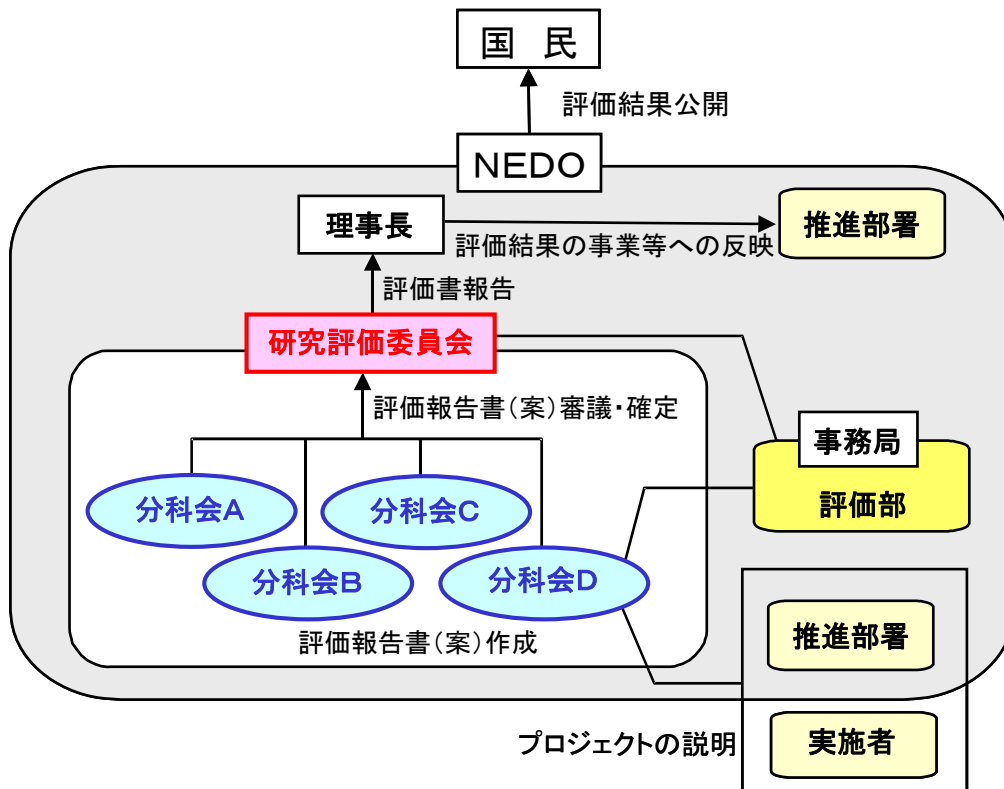 国　民
評価結果公開
NEDO
理事長
推進部署
評価結果の事業等への反映
評価書報告
研究評価委員会
評価報告書（案）審議・確定
事務局
評価部
分科会A
分科会C
分科会B
分科会D
評価報告書（案）作成
推進部署
プロジェクトの説明
実施者